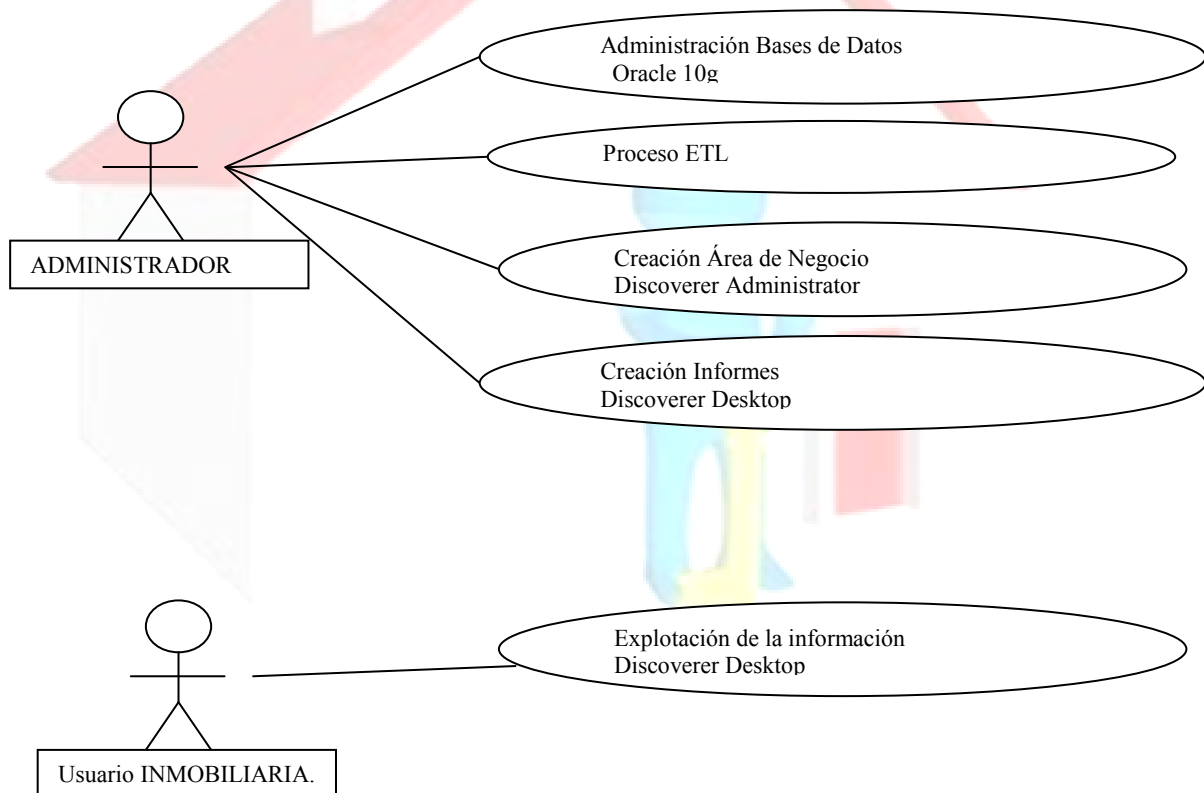 Administración Bases de Datos
Oracle 10g
Proceso ETL
Creación Área de Negocio
Discoverer Administrator
ADMINISTRADOR
Creación Informes
Discoverer Desktop
Explotación de la información
Discoverer Desktop
Usuario INMOBILIARIA.